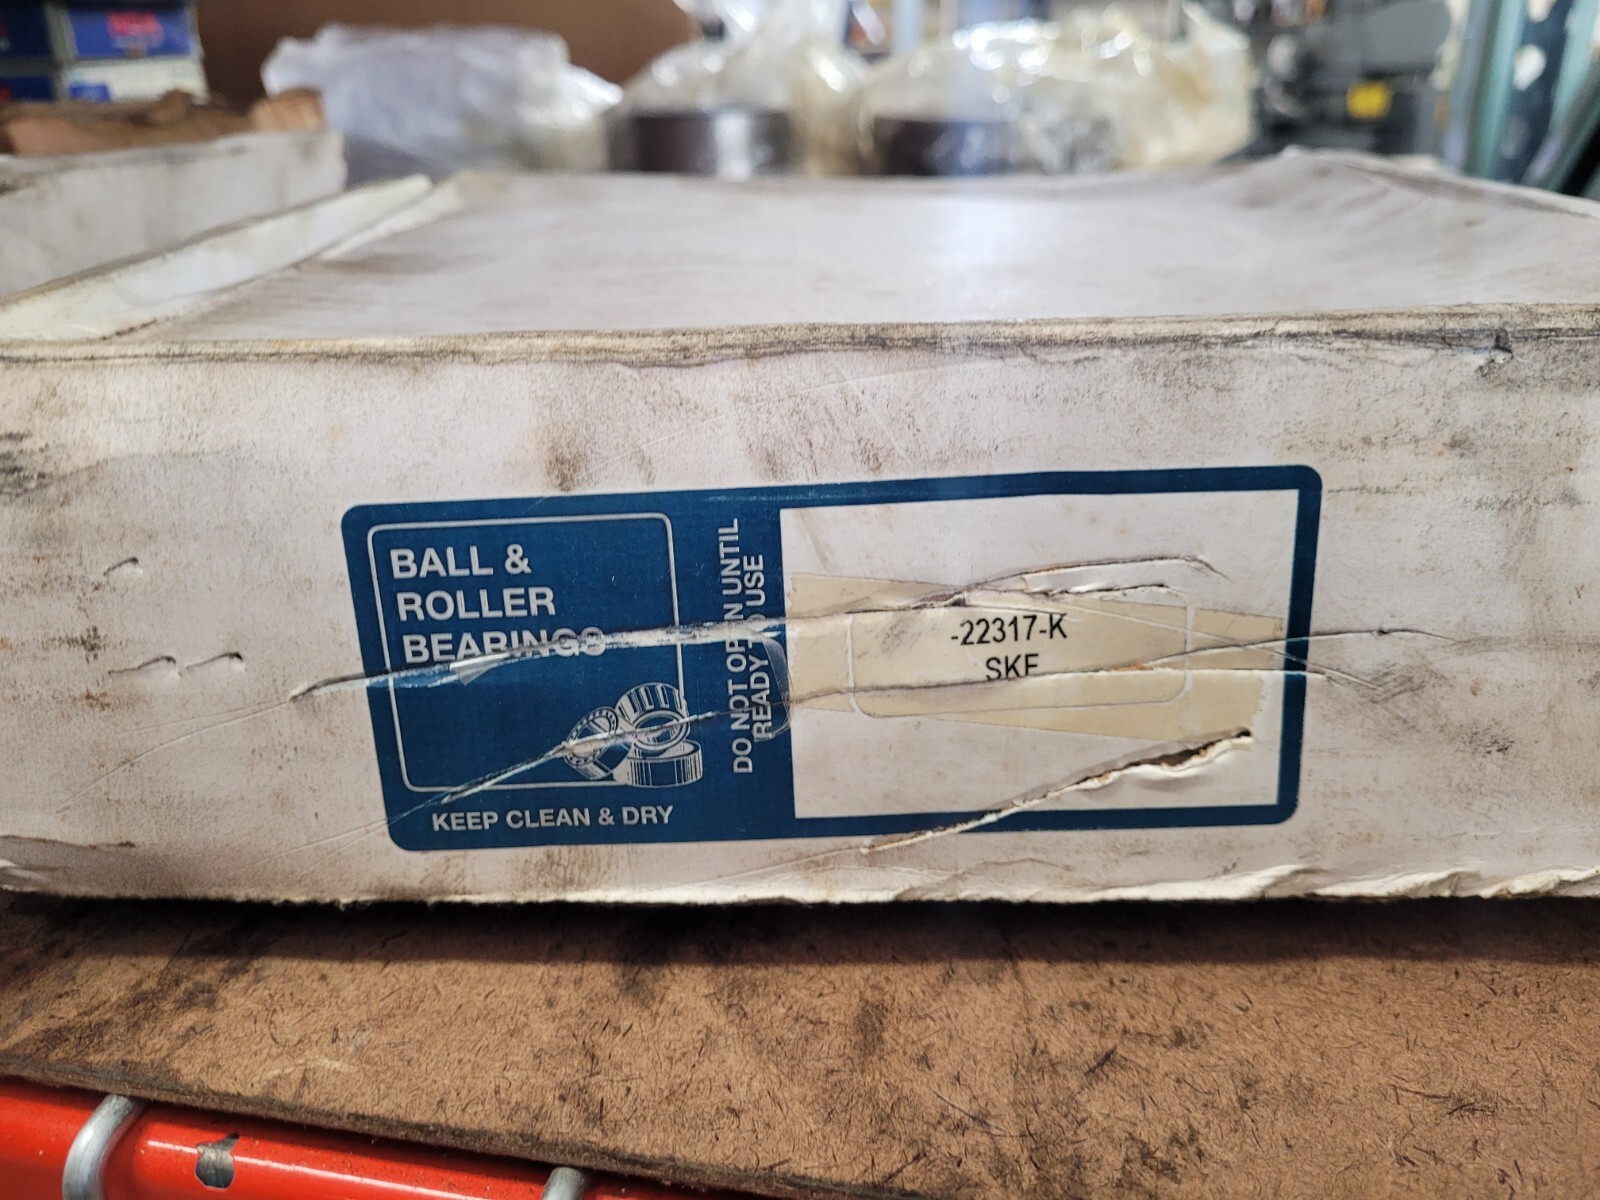 BALL &
ROLLER
BEARINGS
KEEP CLEAN & DRY
DO NOT OPEN UNTIL
READY TO USE
-22317-K
SKF